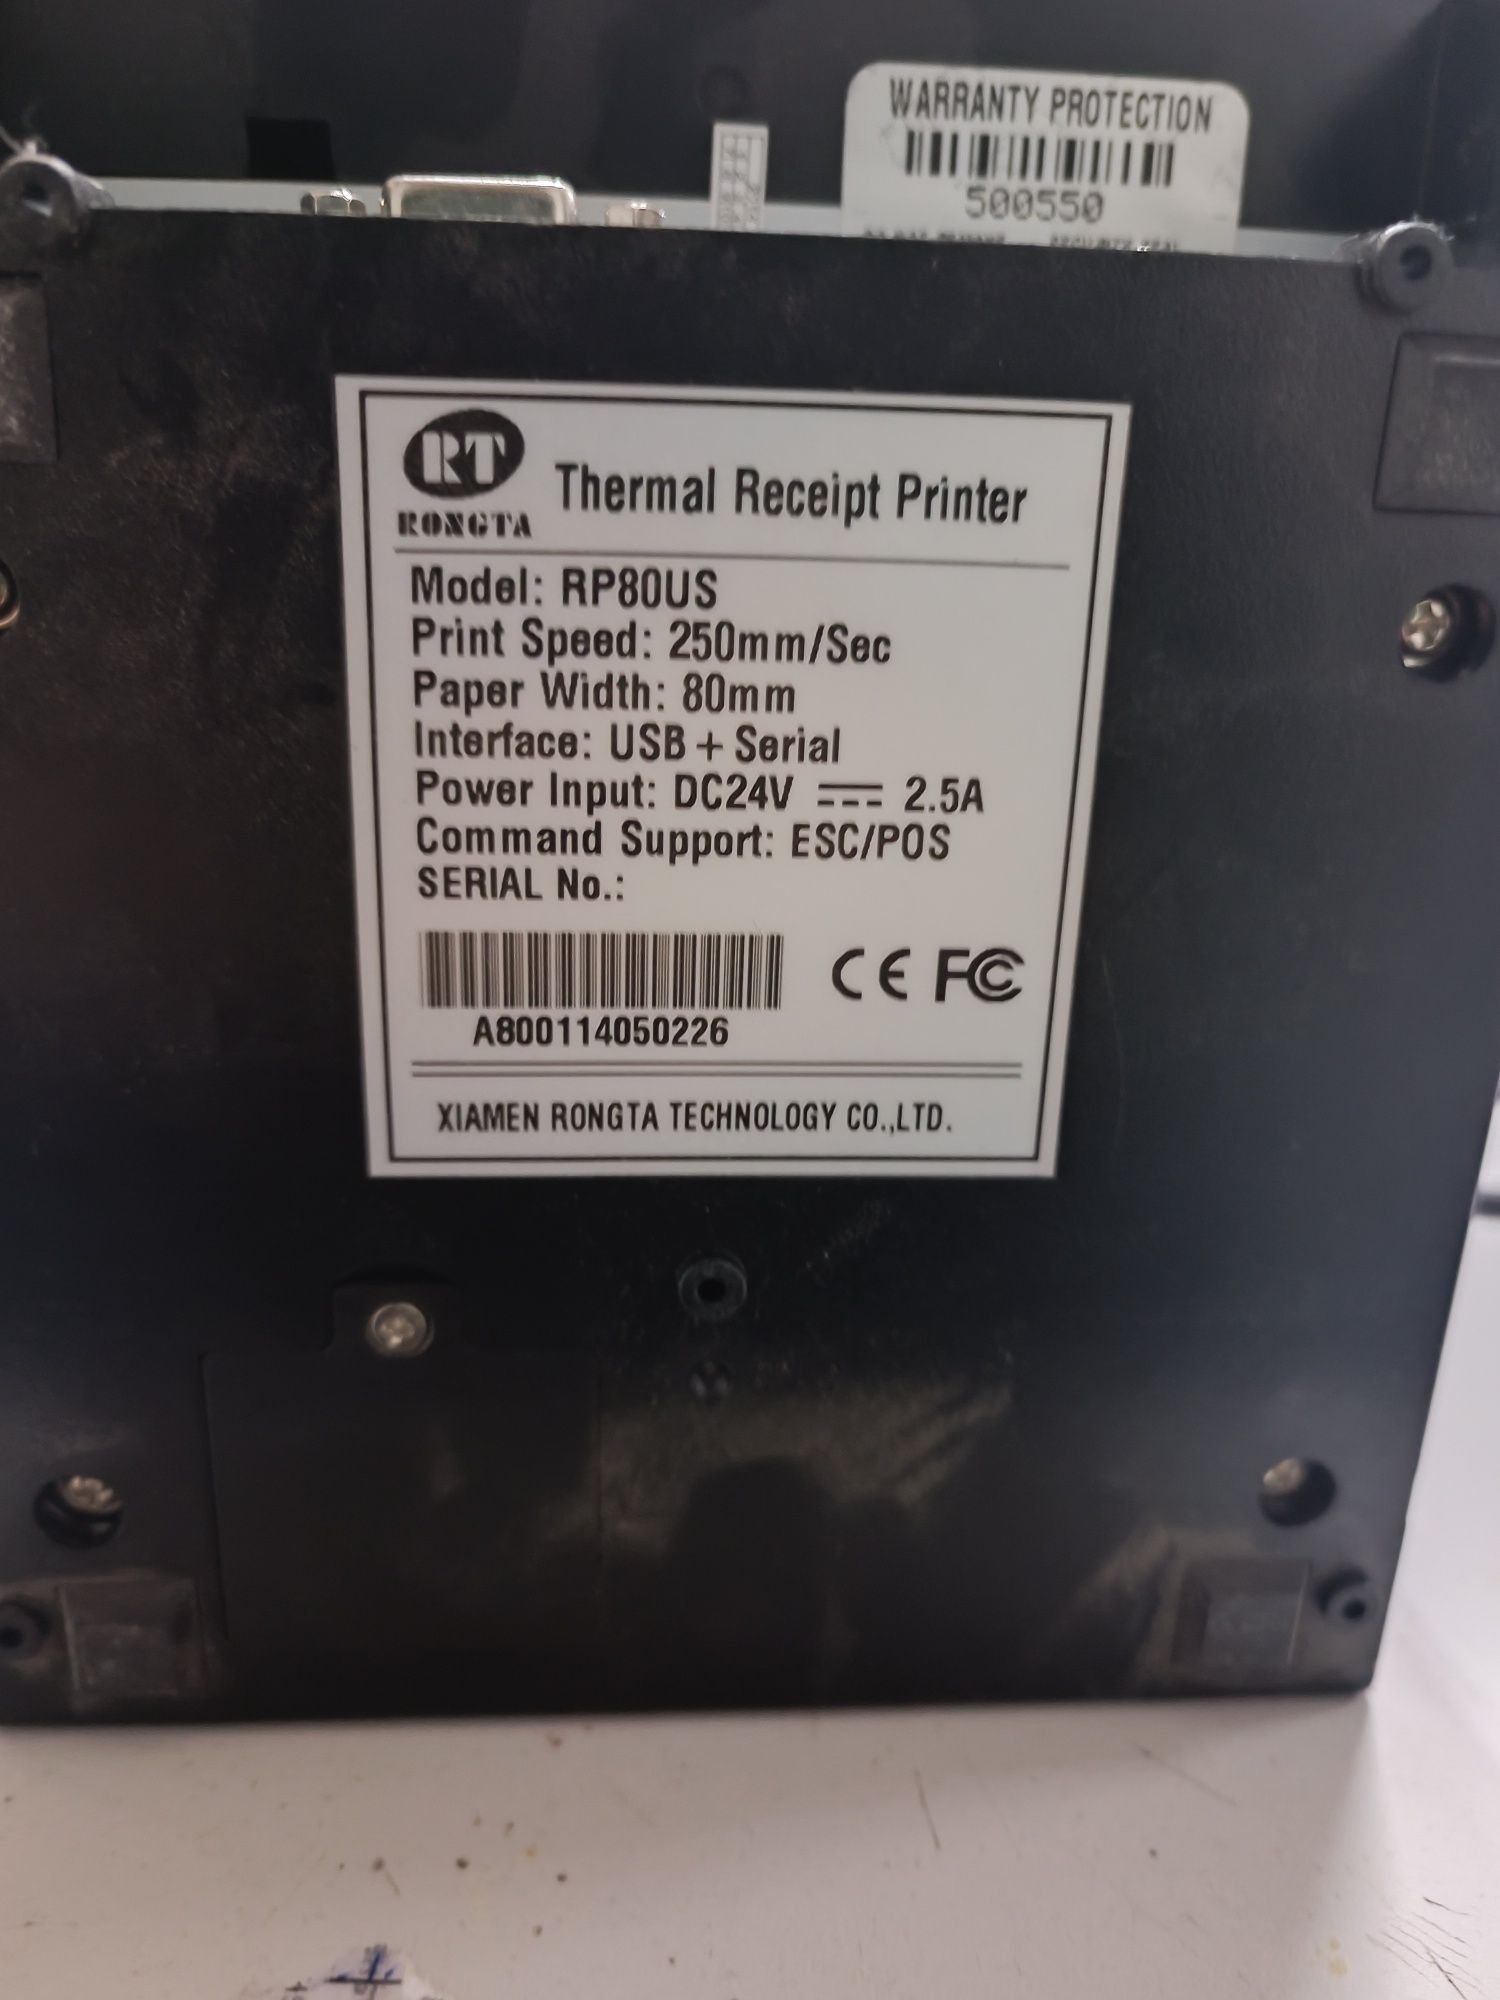 WARRANTY PROTECTION
500550
RT
RONGTA
Thermal Receipt Printer
Model: RP80US
Print Speed: 250mm/Sec
Paper Width: 80mm
Interface: USB + Serial
Power Input: DC24V 2.5A
Command Support: ESC/POS
SERIAL No.:
CE FC
A800114050226
XIAMEN RONGTA TECHNOLOGY CO.,LTD.